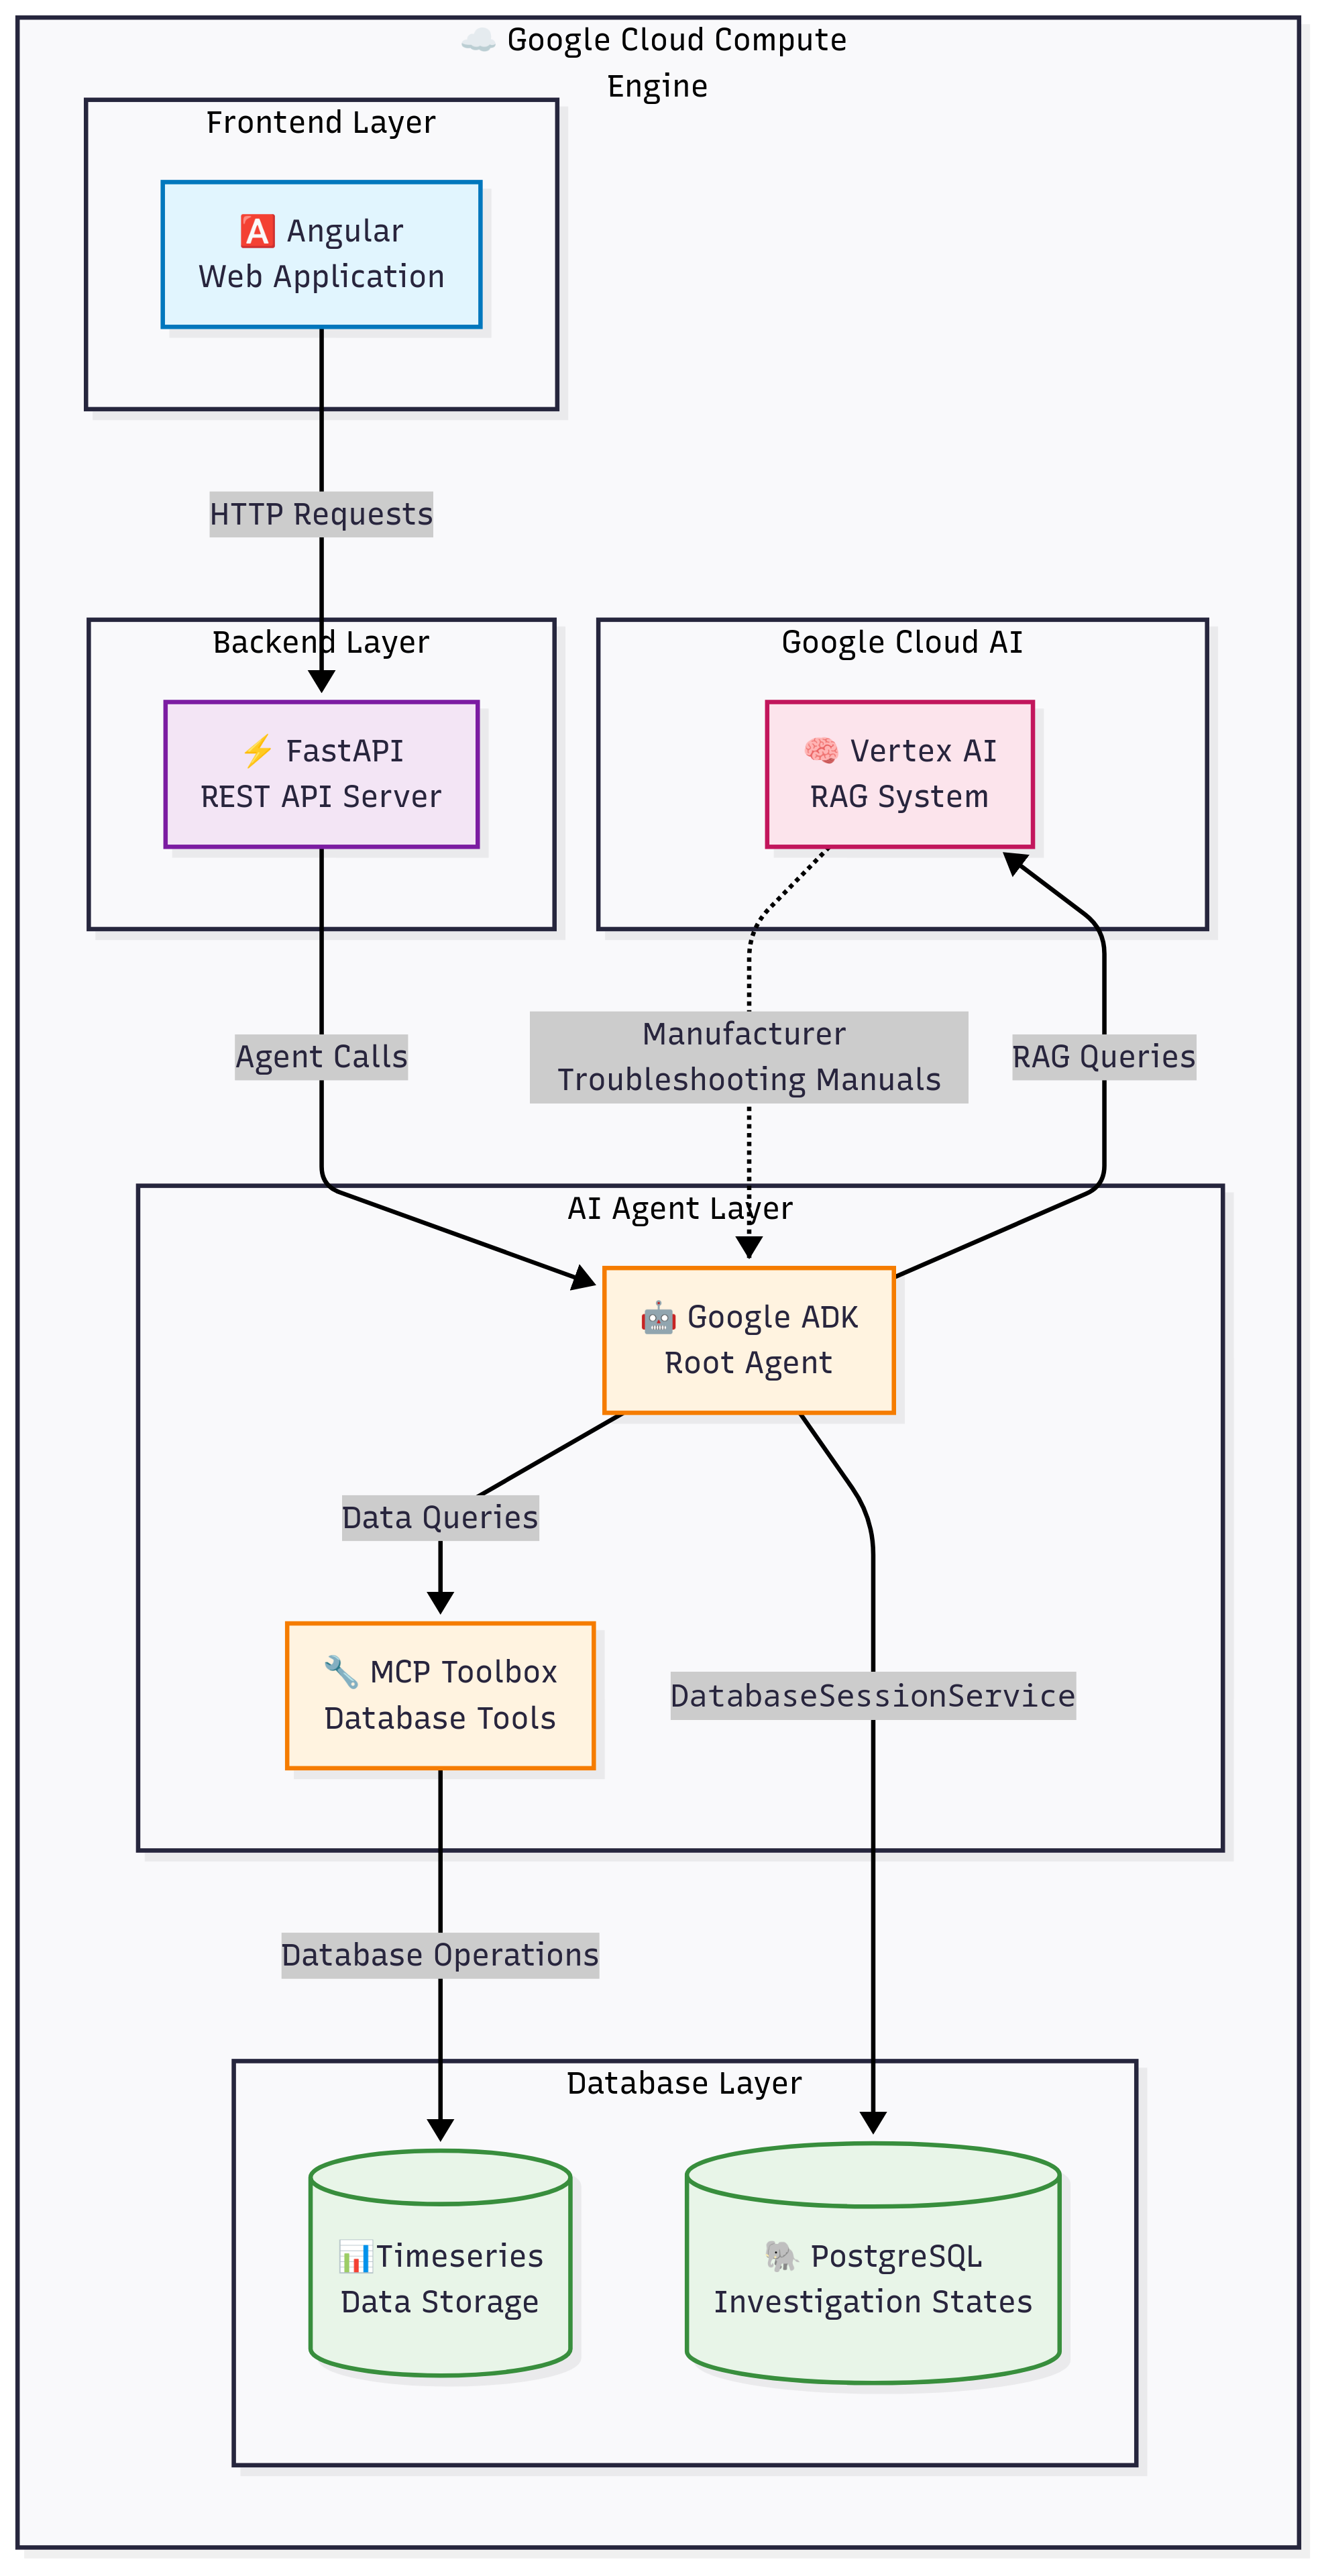 ☁️ Google Cloud Compute
Engine
Frontend Layer
🅰️ Angular
Web Application
HTTP Requests
Backend Layer
⚡ FastAPI
REST API Server
Google Cloud AI
🧠 Vertex AI
RAG System
Agent Calls
Manufacturer
Troubleshooting Manuals
RAG Queries
AI Agent Layer
🤖 Google ADK
Root Agent
Data Queries
🔧 MCP Toolbox
Database Tools
DatabaseSessionService
Database Operations
Database Layer
📊Timeseries
Data Storage
🐘 PostgreSQL
Investigation States